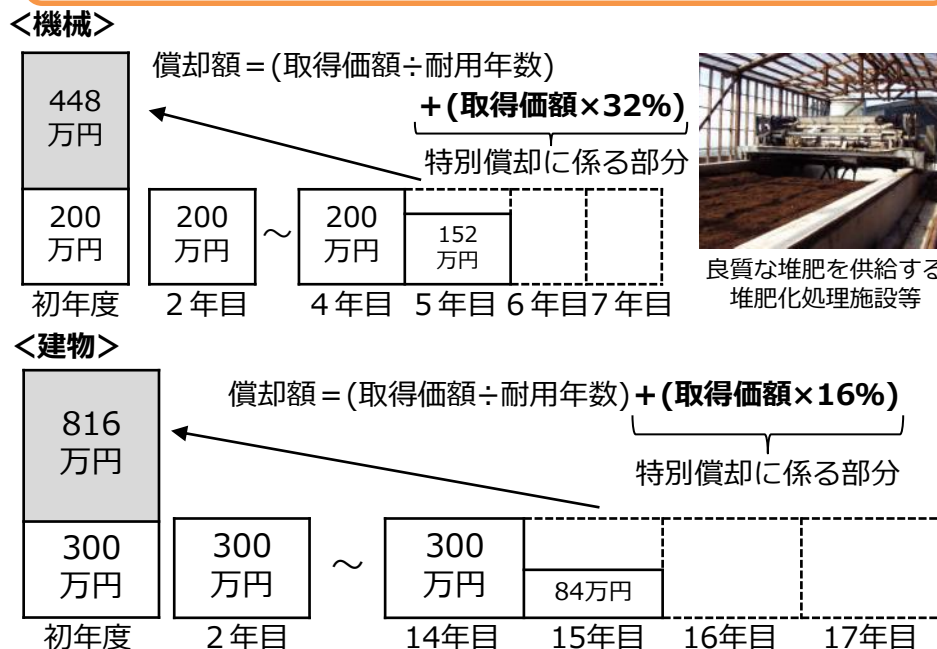 <機械>
償却額＝(取得価額÷耐用年数)
＋(取得価額×32%)
特別償却に係る部分
448
万円
200
万円
200
万円
～
200
万円
152
万円
初年度
２年目
４年目
５年目
６年目
７年目
良質な堆肥を供給する
堆肥化処理施設等
<建物>
償却額＝(取得価額÷耐用年数)＋(取得価額×16%)
特別償却に係る部分
816
万円
300
万円
300
万円
～
300
万円
84万円
初年度
２年目
14年目
15年目
16年目
17年目